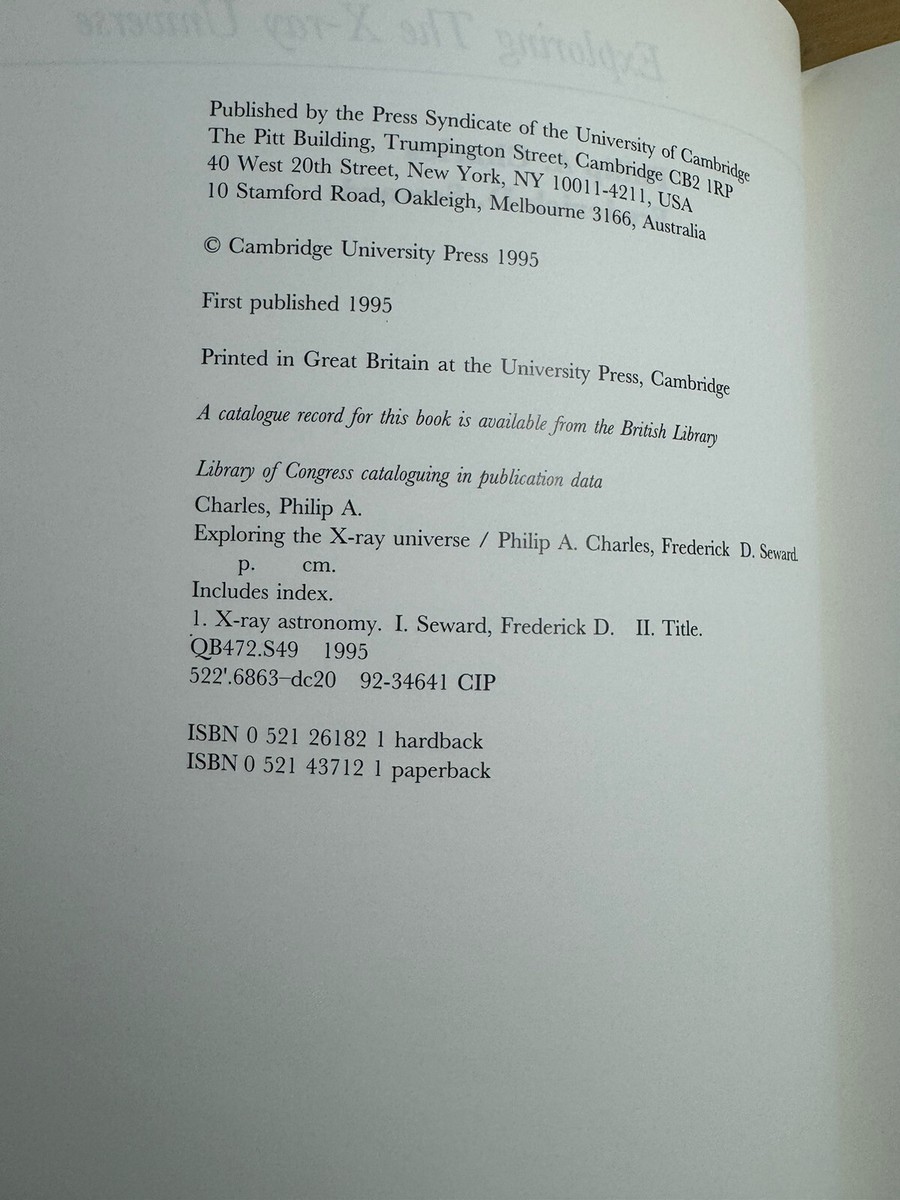 Exploring The X-ray Universe
Published by the Press Syndicate of the University of Cambridge
The Pitt Building, Trumpington Street, Cambridge CB2 1RP
40 West 20th Street, New York, NY 10011-4211, USA
10 Stamford Road, Oakleigh, Melbourne 3166, Australia
© Cambridge University Press 1995
First published 1995
Printed in Great Britain at the University Press, Cambridge
A catalogue record for this book is available from the British Library
Library of Congress cataloguing in publication data
Charles, Philip A.
Exploring the X-ray universe / Philip A. Charles, Frederick D. Seward
p. cm.
Includes index.
1. X-ray astronomy. I. Seward, Frederick D. II. Title.
QB472.S49 1995
522'.6863–dc20 92-34641 CIP
ISBN 0 521 26182 1 hardback
ISBN 0 521 43712 1 paperback